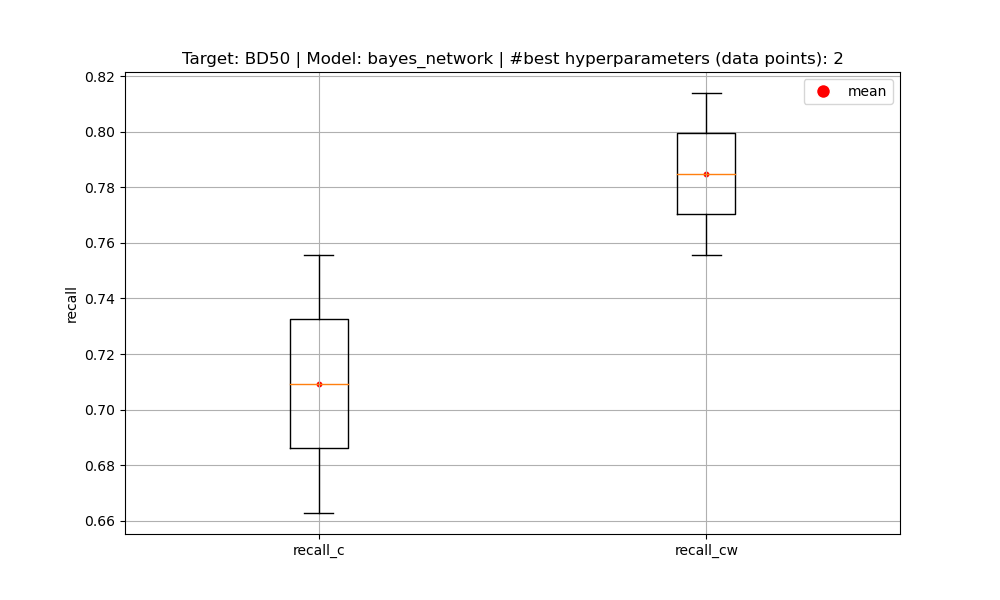 Target: BD50 | Model: bayes_network | #best hyperparameters (data points): 2
mean
0.82
0.80
0.78
0.76
0.74
0.72
0.70
0.68
0.66
recall
recall_c
recall_cw